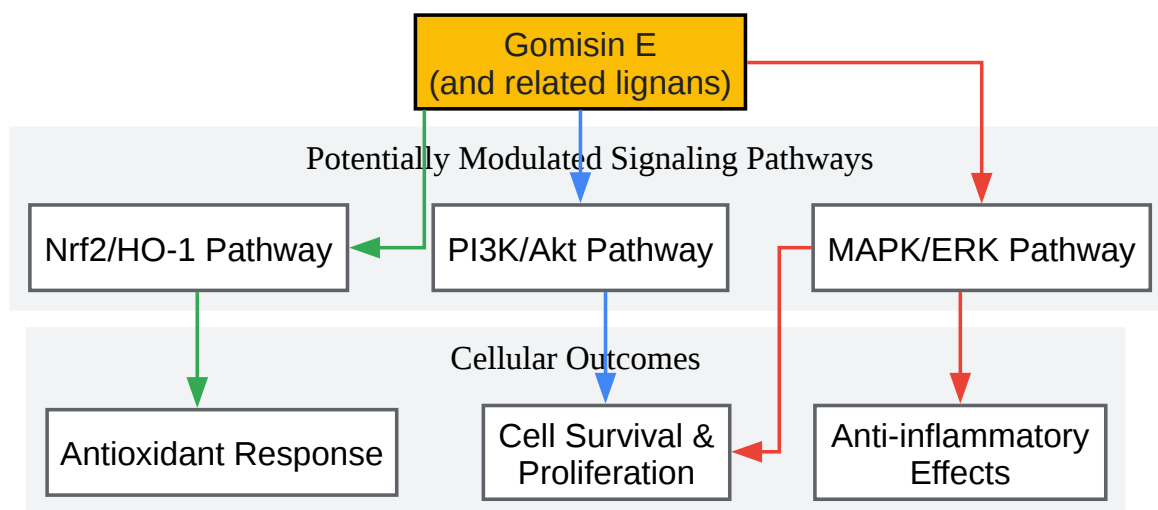 Gomisin E
(and related lignans)
Potentially Modulated Signaling Pathways
Nrf2/HO-1 Pathway
PI3K/Akt Pathway
MAPK/ERK Pathway
Cellular Outcomes
Antioxidant Response
Cell Survival &
Proliferation
Anti-inflammatory
Effects